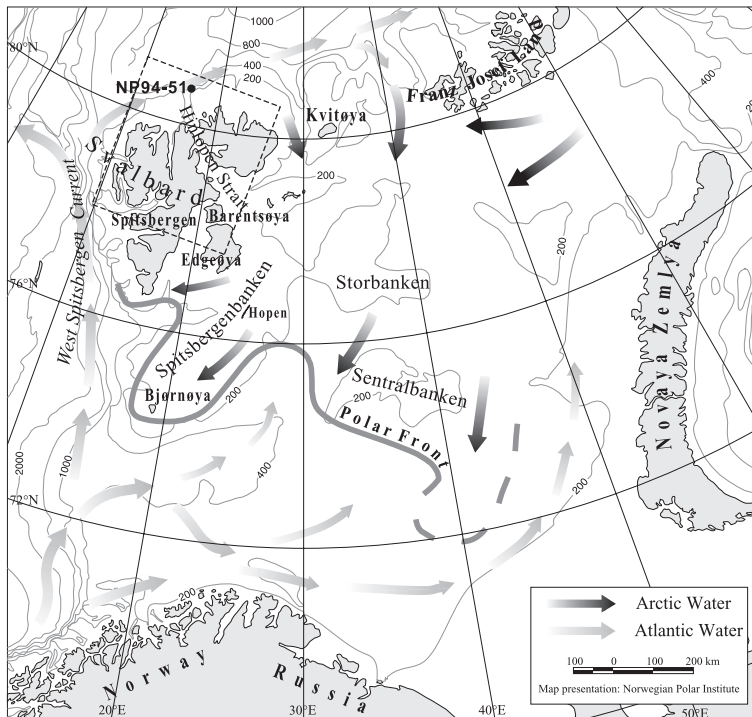 1000
800
400
200
80°N
NP94-51
Kvitøya
Franz Josef Land
400
Hinlopen Strait
Svalbard
200
Spitsbergen
Barentsøya
Edgeøya
200
West Spitsbergen Current
76°N
Storbanken
Hopen
Spitsbergenbanken
Bjørnøya
200
Sentralbanken
200
Polar Front
Novaya Zemlya
2000
1000
400
72°N
200
200
Norway
Russia
Arctic Water
Atlantic Water
100 0 100 200 km
Map presentation: Norwegian Polar Institute
20°E
30°E
40°E
50°E